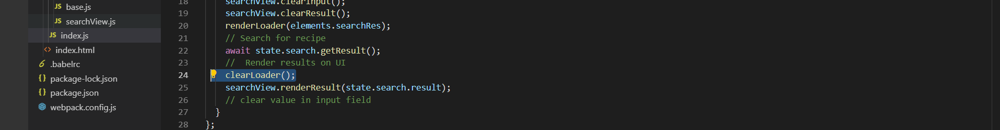 JS base.js
JS searchView.js
JS index.js
<> index.html
.babelrc
{} package-lock.json
{} package.json
webpack.config.js
18 searchView.clearInput();
19 searchView.clearResult();
20 renderLoader(elements.searchRes);
21 // Search for recipe
22 await state.search.getResult();
23 //  Render results on UI
24 clearLoader();
25 searchView.renderResult(state.search.result);
26 // clear value in input field
27 }
28 };